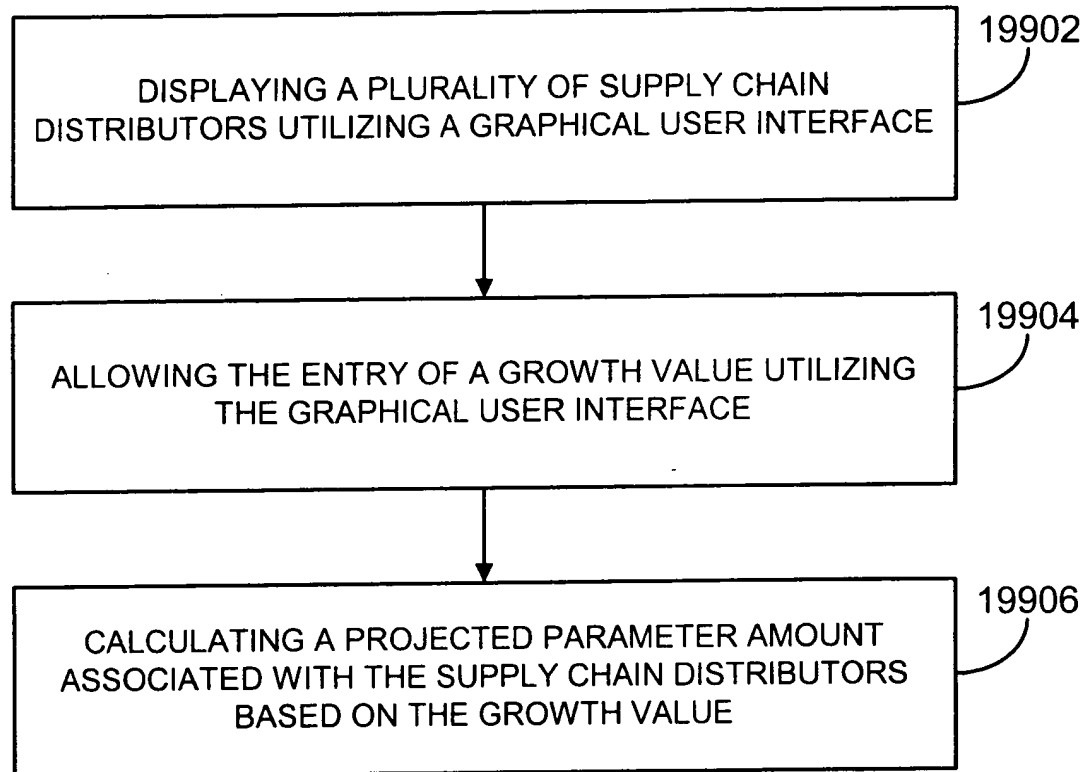 19902
DISPLAYING A PLURALITY OF SUPPLY CHAIN
DISTRIBUTORS UTILIZING A GRAPHICAL USER INTERFACE
19904
ALLOWING THE ENTRY OF A GROWTH VALUE UTILIZING
THE GRAPHICAL USER INTERFACE
19906
CALCULATING A PROJECTED PARAMETER AMOUNT
ASSOCIATED WITH THE SUPPLY CHAIN DISTRIBUTORS
BASED ON THE GROWTH VALUE